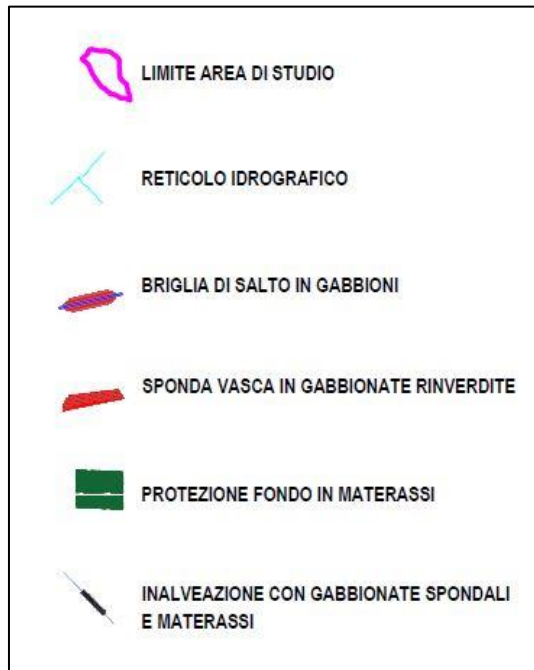 LIMITE AREA DI STUDIO
RETICOLO IDROGRAFICO
BRIGLIA DI SALTO IN GABBIONI
SPONDA VASCA IN GABBIONATE RINVERDITE
PROTEZIONE FONDO IN MATERASSI
INALVEAZIONE CON GABBIONATE SPONDALI
E MATERASSI